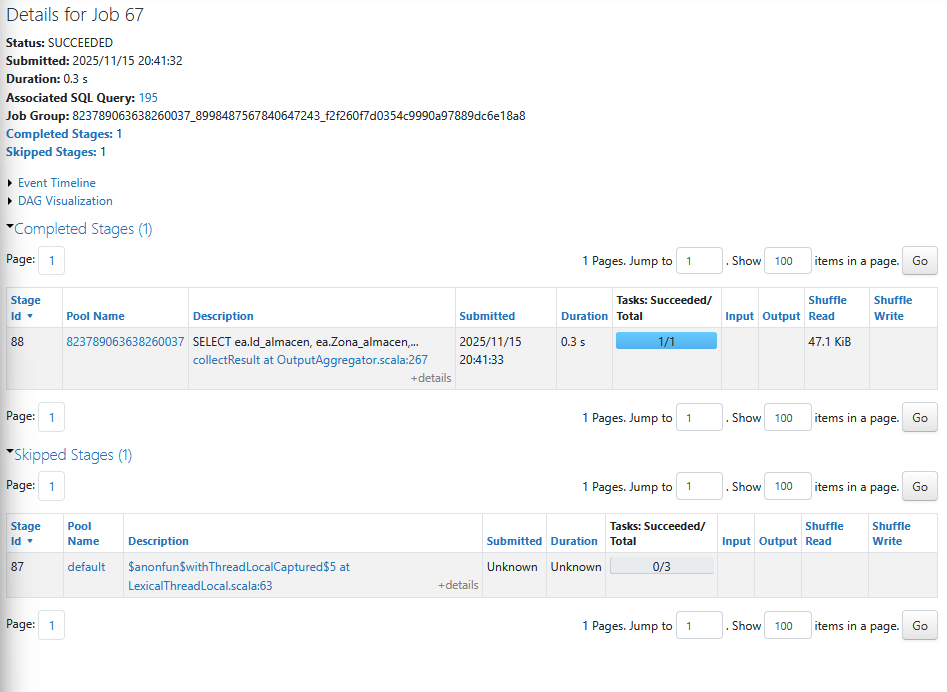 Details for Job 67
Status: SUCCEEDED
Submitted: 2025/11/15 20:41:32
Duration: 0.3 s
Associated SQL Query: 195
Job Group: 823789063638260037_8998487567840647243_f2f260f7d0354c9990a97889dc6e18a8
Completed Stages: 1
Skipped Stages: 1
Event Timeline
DAG Visualization
Completed Stages (1)
Page: 1 1 Pages. Jump to 1 . Show 100 items in a page. Go
Stage Id Pool Name Description Submitted Duration Tasks: Succeeded/Total Input Output Shuffle Read Shuffle Write
88 823789063638260037 SELECT ea.Id_almacen, ea.Zona_almacen,... 2025/11/15 0.3 s 1/1 47.1 KiB
collectResult at OutputAggregator.scala:267 20:41:33
+details
Page: 1 1 Pages. Jump to 1 . Show 100 items in a page. Go
Skipped Stages (1)
Page: 1 1 Pages. Jump to 1 . Show 100 items in a page. Go
Stage Id Pool Name Description Submitted Duration Tasks: Succeeded/Total Input Output Shuffle Read Shuffle Write
87 default $anonfun$withThreadLocalCaptured$5 at Unknown Unknown 0/3
LexicalThreadLocal.scala:63 +details
Page: 1 1 Pages. Jump to 1 . Show 100 items in a page. Go